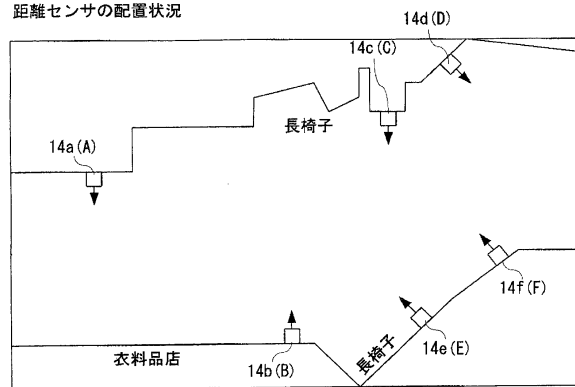 距離センサの配置状況
14d(D)
14c(C)
長椅子
14a(A)
14f(F)
長椅子
14e(E)
衣料品店
14b(B)